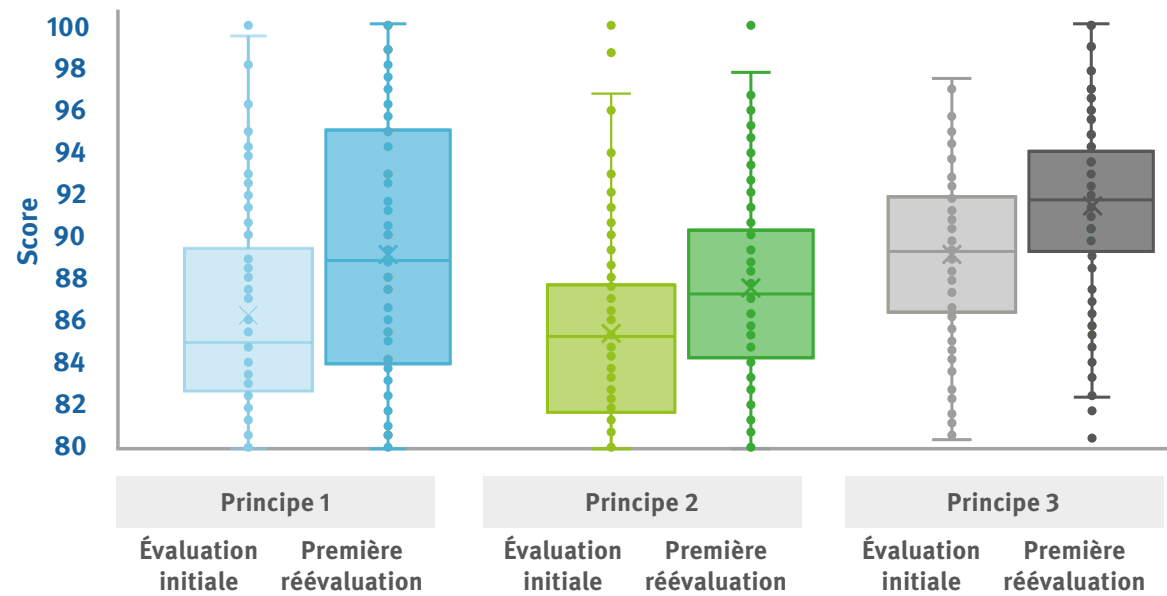 Score
100
98
96
94
92
90
88
86
84
82
80
Principe 1
Principe 2
Principe 3
Évaluation initiale
Première réévaluation
Évaluation initiale
Première réévaluation
Évaluation initiale
Première réévaluation